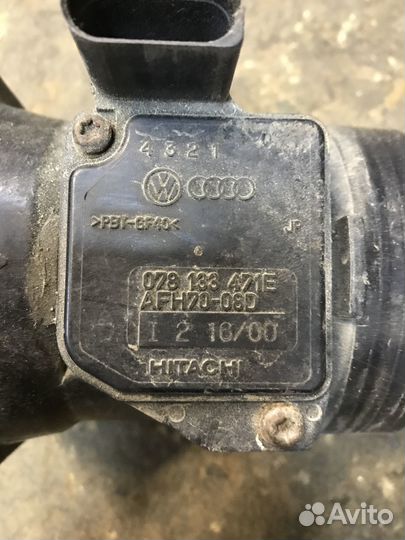 4321
>PBT-GF40<
JP
078 133 471E
AFH70-08D
I 2 16/00
HITACHI
Avito